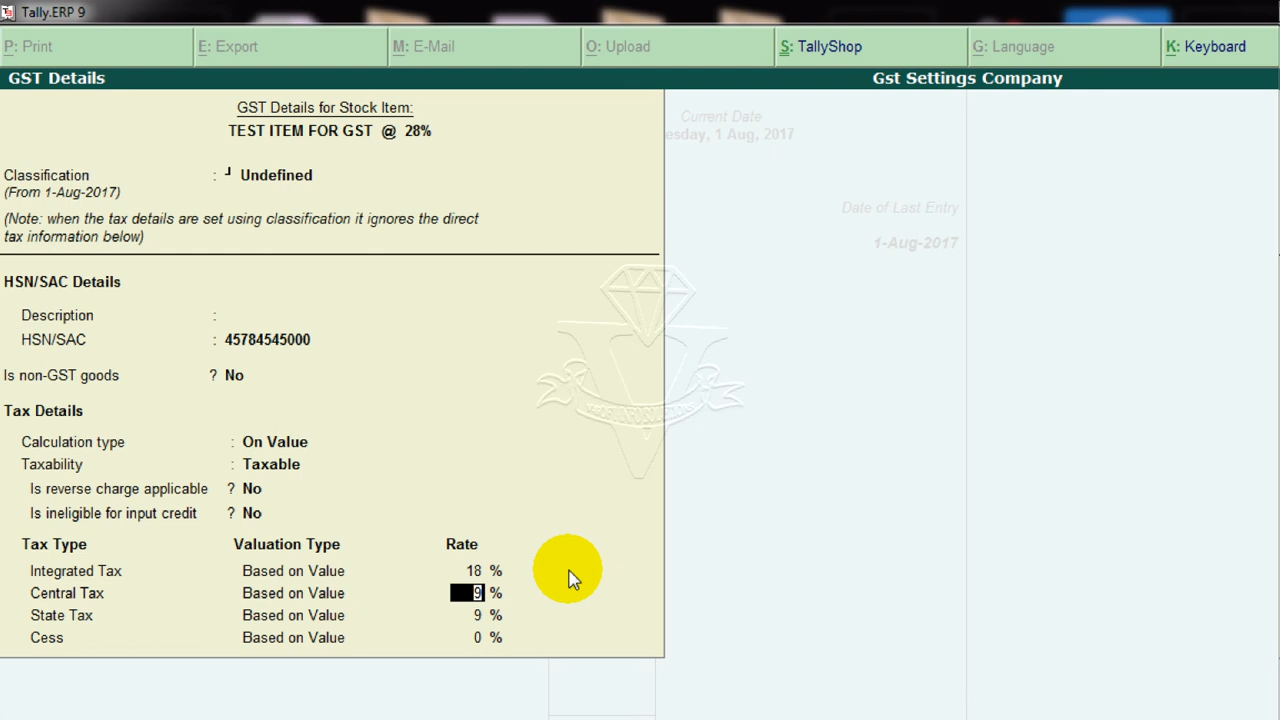 Tally.ERP 9
P: Print E: Export M: E-Mail O: Upload S: TallyShop G: Language K: Keyboard
GST Details Gst Settings Company
GST Details for Stock Item:
TEST ITEM FOR GST @ 28%
Current Date
esday, 1 Aug, 2017
Classification : ┘ Undefined
(From 1-Aug-2017)
Date of Last Entry
(Note: when the tax details are set using classification it ignores the direct
tax information below)
1-Aug-2017
HSN/SAC Details
Description :
HSN/SAC : 45784545000
Is non-GST goods ? No
Tax Details
Calculation type : On Value
Taxability : Taxable
Is reverse charge applicable ? No
Is ineligible for input credit ? No
Tax Type Valuation Type Rate
Integrated Tax Based on Value 18 %
Central Tax Based on Value 9 %
State Tax Based on Value 9 %
Cess Based on Value 0 %